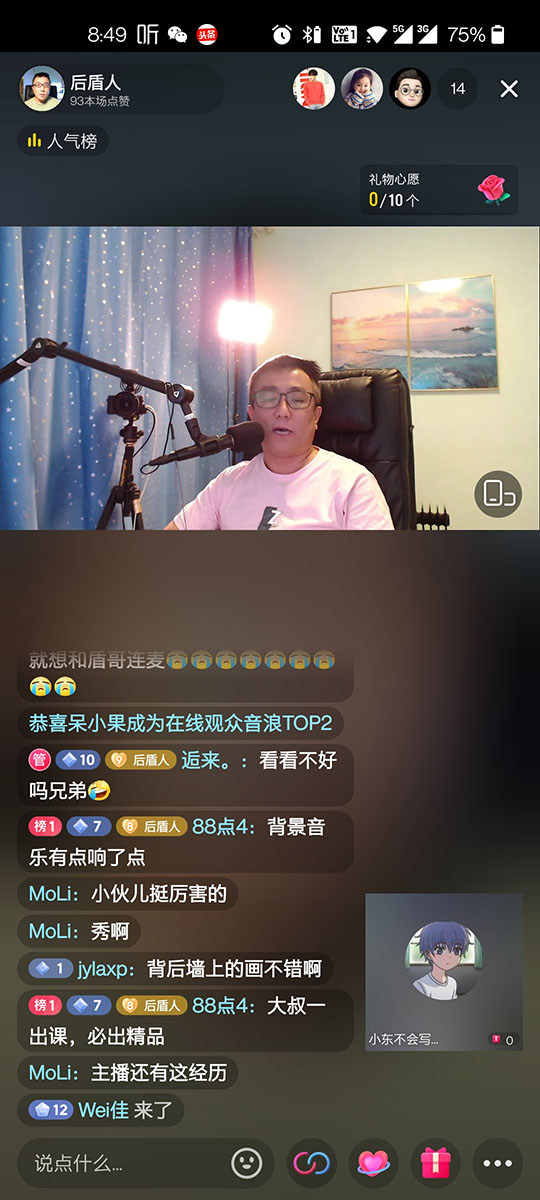 8:49 听 头条 Vo LTE 1 5G 3G 75%
后盾人
93本场点赞
14
人气榜
礼物心愿
0/10 个
就想和盾哥连麦😭😭😭😭😭😭😭
😭😭
恭喜呆小果成为在线观众音浪TOP2
管 10 9 后盾人 逅来。：看看不好
吗兄弟🤣
榜1 7 8 后盾人 88点4：背景音
乐有点响了点
MoLi：小伙儿挺厉害的
MoLi：秀啊
1 jylaxp：背后墙上的画不错啊
榜1 7 8 后盾人 88点4：大叔一
出课，必出精品
小东不会写... 0
MoLi：主播还有这经历
12 Wei佳 来了
说点什么...